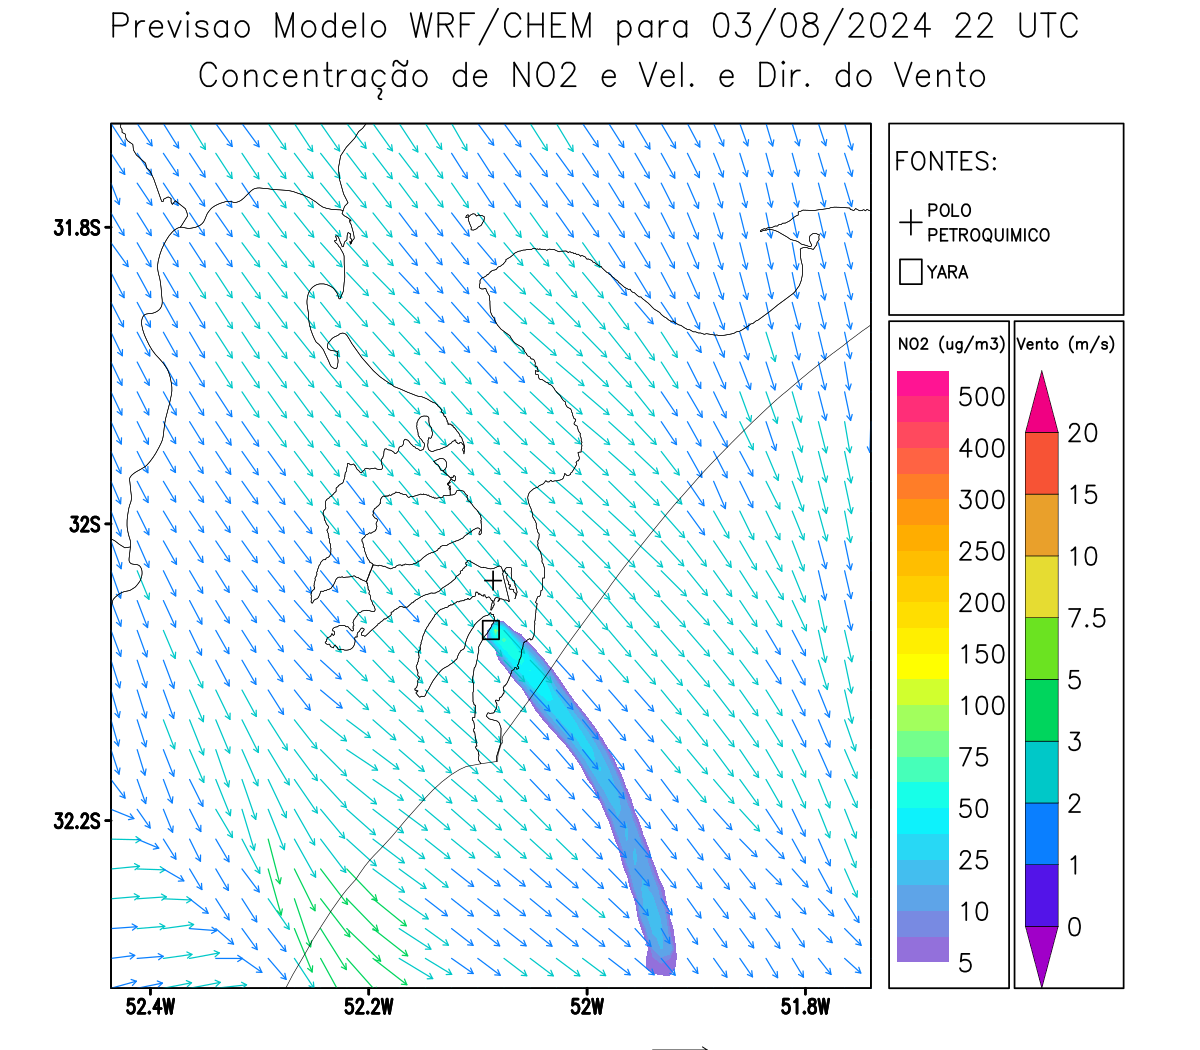 Previsao Modelo WRF/CHEM para 03/08/2024 22 UTC
Concentração de NO2 e Vel. e Dir. do Vento
FONTES:
POLO
PETROQUIMICO
YARA
NO2 (ug/m3)
500
400
300
250
200
150
100
75
50
25
10
5
Vento (m/s)
20
15
10
7.5
5
3
2
1
0
31.8S
32S
32.2S
52.4W
52.2W
52W
51.8W